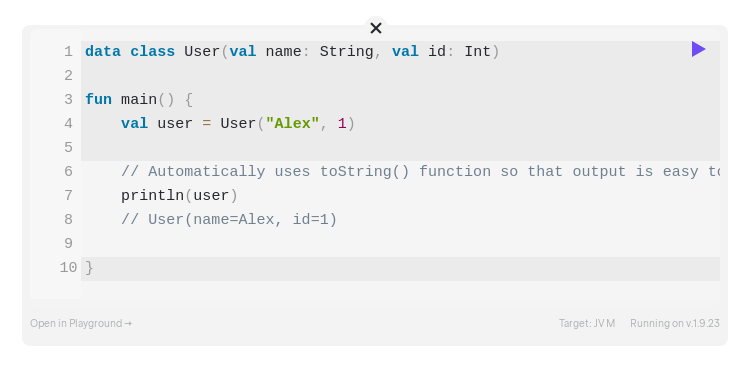 1 data class User(val name: String, val id: Int)
2
3 fun main() {
4     val user = User("Alex", 1)
5
6     // Automatically uses toString() function so that output is easy
7     println(user)
8     // User(name=Alex, id=1)
9
10 }
Open in Playground → Target: JVM Running on v.1.9.23